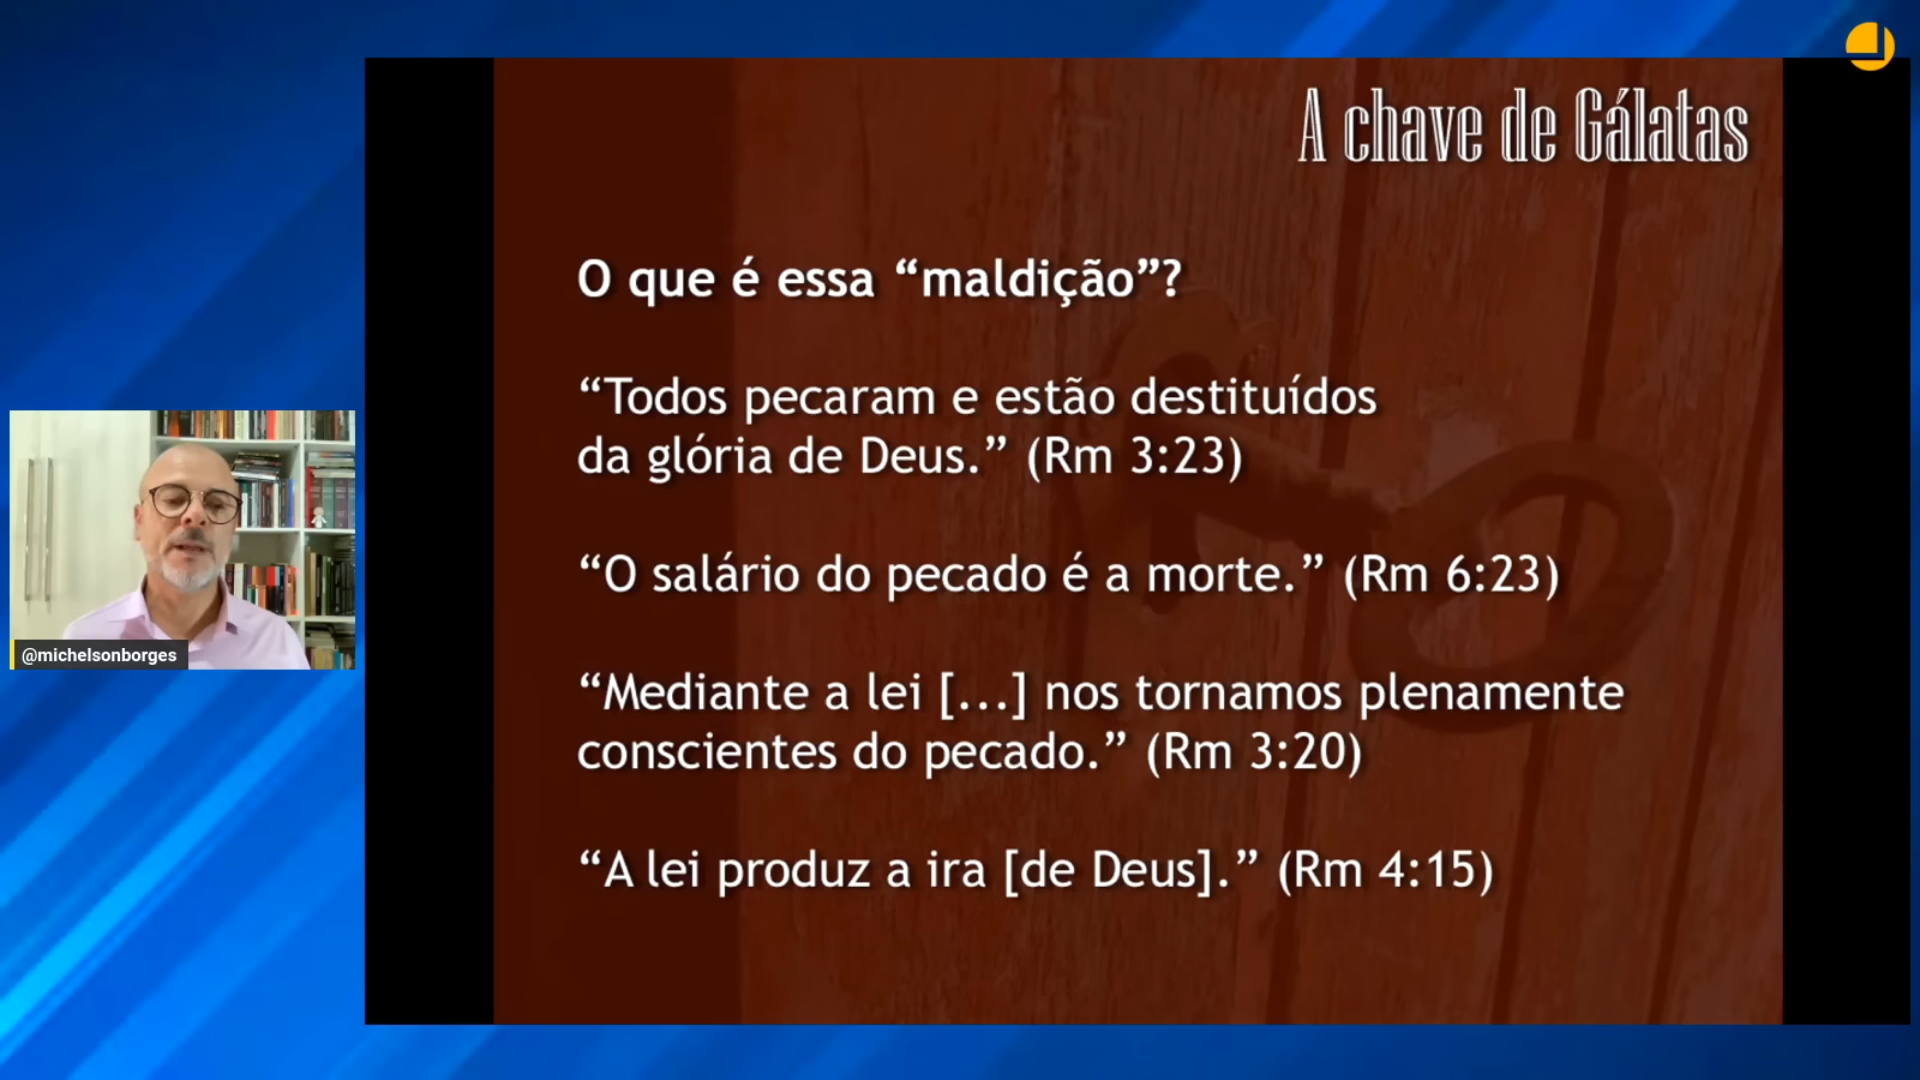 A chave de Gálatas
O que é essa “maldição”?
“Todos pecaram e estão destituídos
da glória de Deus.” (Rm 3:23)
“O salário do pecado é a morte.” (Rm 6:23)
“Mediante a lei [...] nos tornamos plenamente
conscientes do pecado.” (Rm 3:20)
“A lei produz a ira [de Deus].” (Rm 4:15)
@michelsonborges